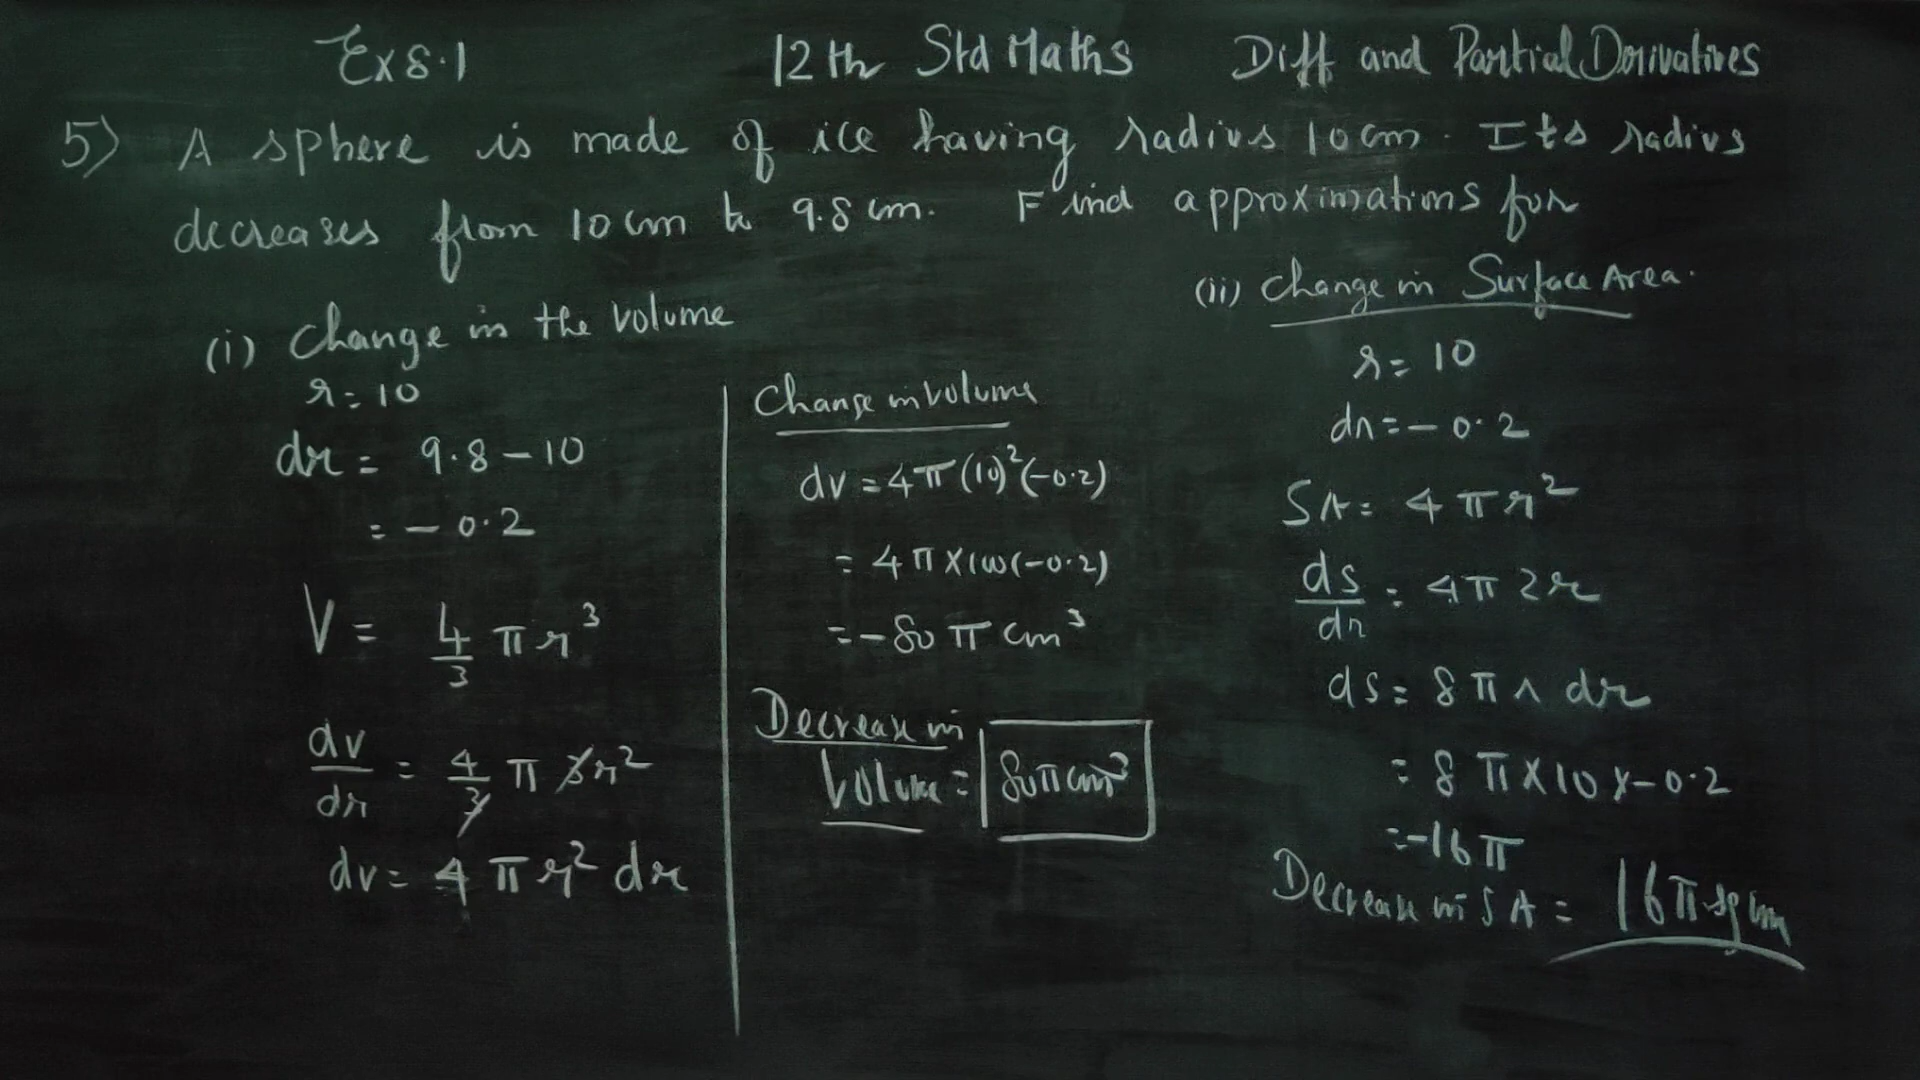 Ex 8.1 12th Std Maths Diff and Partial Derivatives
5) A sphere is made of ice having radius 10 cm. Its radius
decreases from 10 cm to 9.8 cm. Find approximations for
(i) Change in the volume
r = 10
dr = 9.8 - 10
= - 0.2
V = 4/3 π r³
dv/dr = 4/3 π 3r²
dv = 4 π r² dr
Change in Volume
dv = 4π (10)² (-0.2)
= 4π × 100 (-0.2)
= - 80 π cm³
Decrease in
Volume = 80π cm³
(ii) Change in Surface Area.
r = 10
dr = - 0.2
SA = 4 π r²
ds/dr = 4π 2r
ds = 8 π r dr
= 8 π × 10 × -0.2
= -16 π
Decrease in SA = 16π sq cm